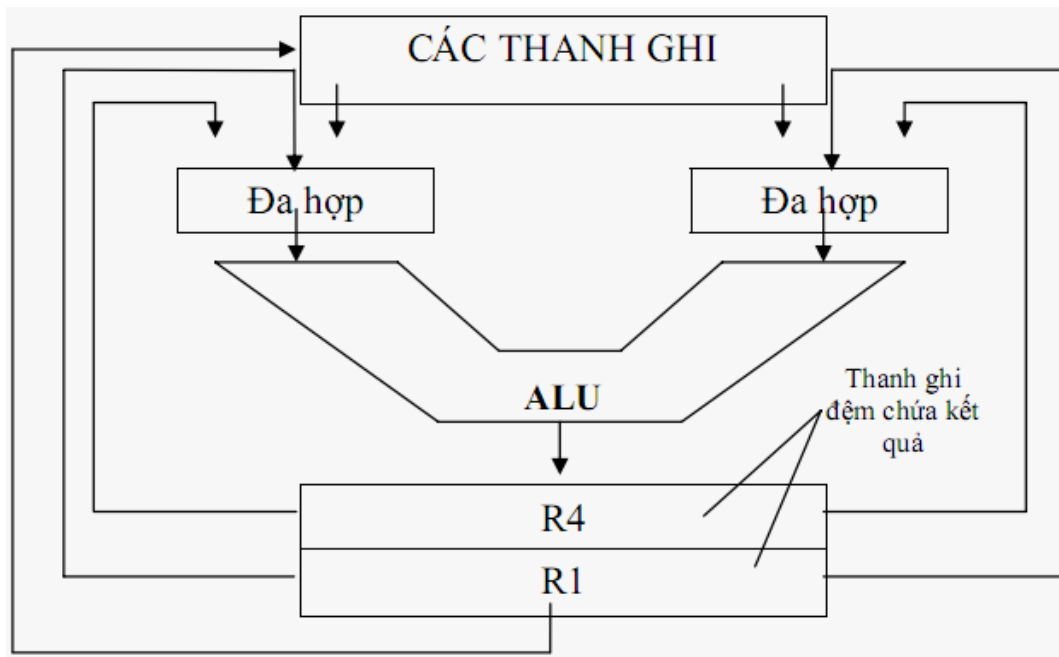 CÁC THANH GHI
Đa hợp
Đa hợp
ALU
Thanh ghi
đệm chứa kết
quả
R4
R1